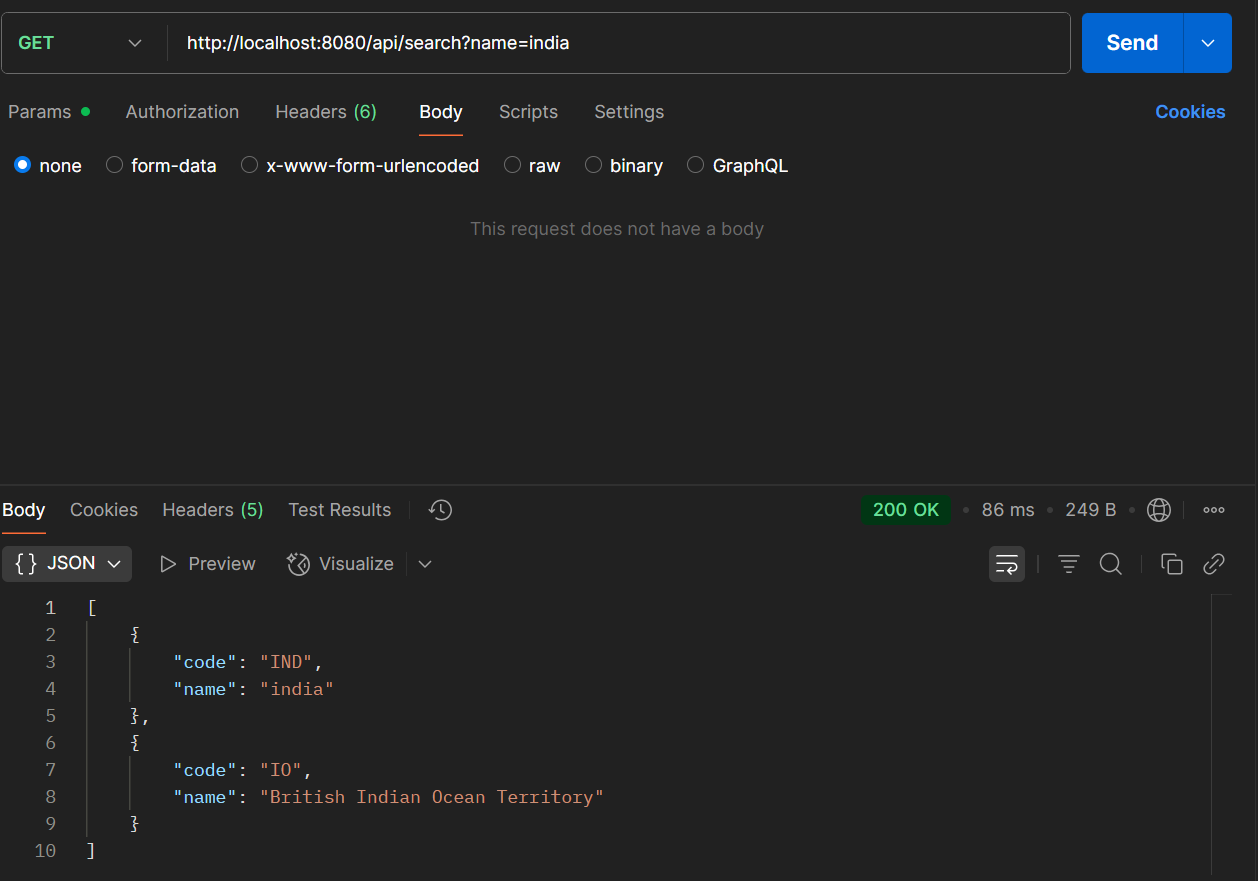 GET http://localhost:8080/api/search?name=india Send
Params Authorization Headers (6) Body Scripts Settings Cookies
none form-data x-www-form-urlencoded raw binary GraphQL
This request does not have a body
Body Cookies Headers (5) Test Results 200 OK • 86 ms • 249 B •
{} JSON Preview Visualize
1 [
2 {
3 "code": "IND",
4 "name": "india"
5 },
6 {
7 "code": "IO",
8 "name": "British Indian Ocean Territory"
9 }
10 ]